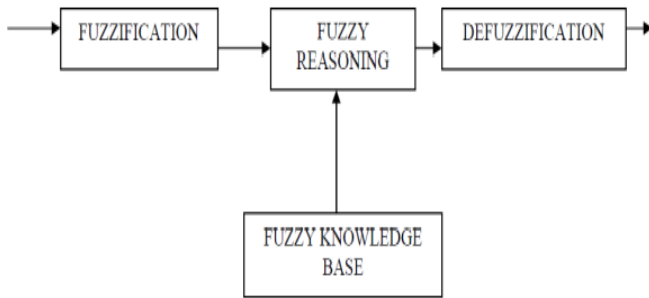 FUZZIFICATION
FUZZY
REASONING
DEFUZZIFICATION
FUZZY KNOWLEDGE
BASE